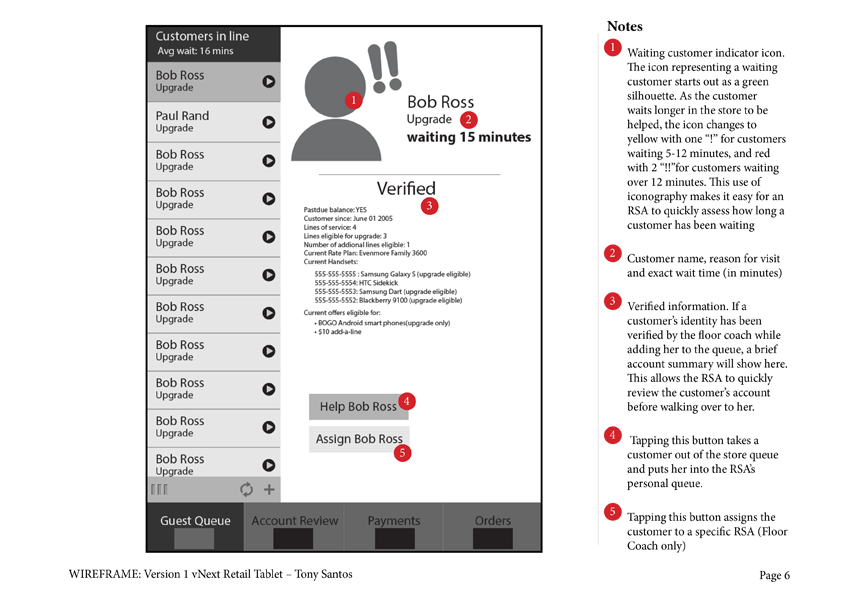 Customers in line
Avg wait: 16 mins
Bob Ross
Upgrade
Paul Rand
Upgrade
Bob Ross
Upgrade
Bob Ross
Upgrade
Bob Ross
Upgrade
Bob Ross
Upgrade
Bob Ross
Upgrade
Bob Ross
Upgrade
Bob Ross
Upgrade
Bob Ross
Upgrade
Bob Ross
Upgrade
!!
1
Bob Ross
Upgrade 2
waiting 15 minutes
Verified
3
Pastdue balance: YES
Customer since: June 01 2005
Lines of service: 4
Lines eligible for upgrade: 3
Number of addional lines eligible: 1
Current Rate Plan: Evenmore Family 3600
Current Handsets:
555-555-5555 : Samsung Galaxy S (upgrade eligible)
555-555-5554: HTC Sidekick
555-555-5553: Samsung Dart (upgrade eligible)
555-555-5552: Blackberry 9100 (upgrade eligible)
Current offers eligible for:
• BOGO Android smart phones(upgrade only)
• $10 add-a-line
Help Bob Ross 4
Assign Bob Ross
5
Guest Queue Account Review Payments Orders
Notes
1 Waiting customer indicator icon.
The icon representing a waiting
customer starts out as a green
silhouette. As the customer
waits longer in the store to be
helped, the icon changes to
yellow with one “!” for customers
waiting 5-12 minutes, and red
with 2 “!!”for customers waiting
over 12 minutes. This use of
iconography makes it easy for an
RSA to quickly assess how long a
customer has been waiting
2 Customer name, reason for visit
and exact wait time (in minutes)
3 Verified information. If a
customer’s identity has been
verified by the floor coach while
adding her to the queue, a brief
account summary will show here.
This allows the RSA to quickly
review the customer’s account
before walking over to her.
4 Tapping this button takes a
customer out of the store queue
and puts her into the RSA’s
personal queue.
5 Tapping this button assigns the
customer to a specific RSA (Floor
Coach only)
WIREFRAME: Version 1 vNext Retail Tablet – Tony Santos
Page 6